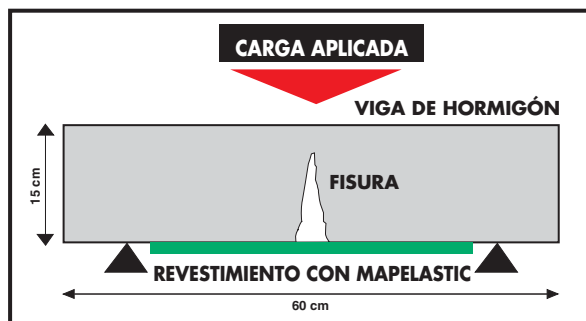 CARGA APLICADA
VIGA DE HORMIGÓN
15 cm
FISURA
REVESTIMIENTO CON MAPELASTIC
60 cm